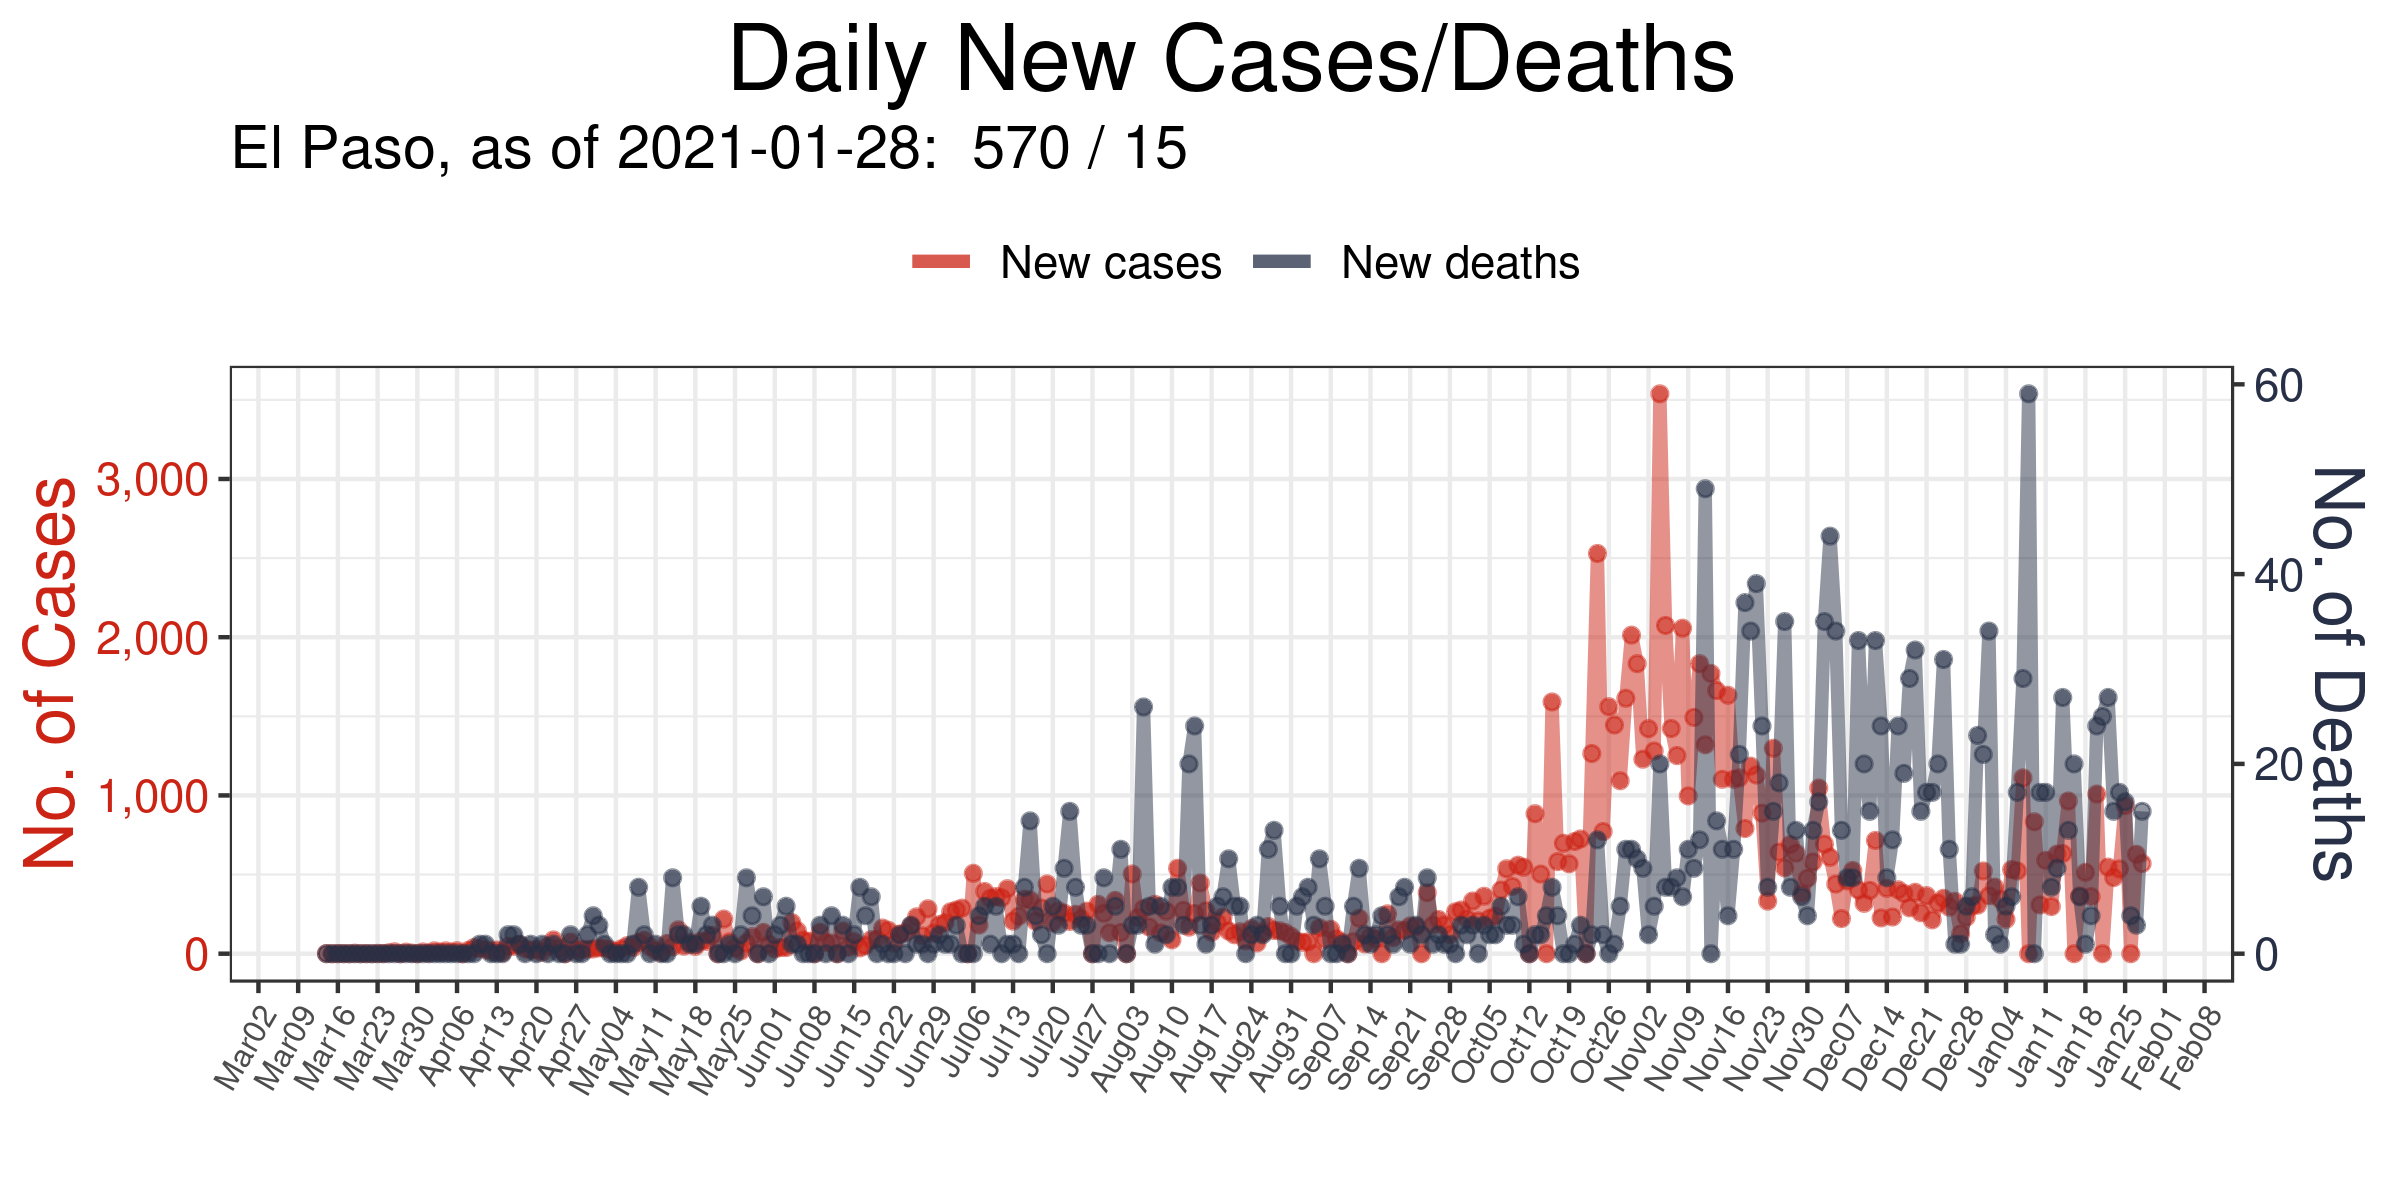 Daily New Cases/Deaths
El Paso, as of 2021-01-28:  570 / 15
New cases
New deaths
No. of Cases
3,000
2,000
1,000
0
60
40
20
0
No. of Deaths
Mar02
Mar09
Mar16
Mar23
Mar30
Apr06
Apr13
Apr20
Apr27
May04
May11
May18
May25
Jun01
Jun08
Jun15
Jun22
Jun29
Jul06
Jul13
Jul20
Jul27
Aug03
Aug10
Aug17
Aug24
Aug31
Sep07
Sep14
Sep21
Sep28
Oct05
Oct12
Oct19
Oct26
Nov02
Nov09
Nov16
Nov23
Nov30
Dec07
Dec14
Dec21
Dec28
Dec04
Jan11
Jan18
Jan25
Feb01
Feb08